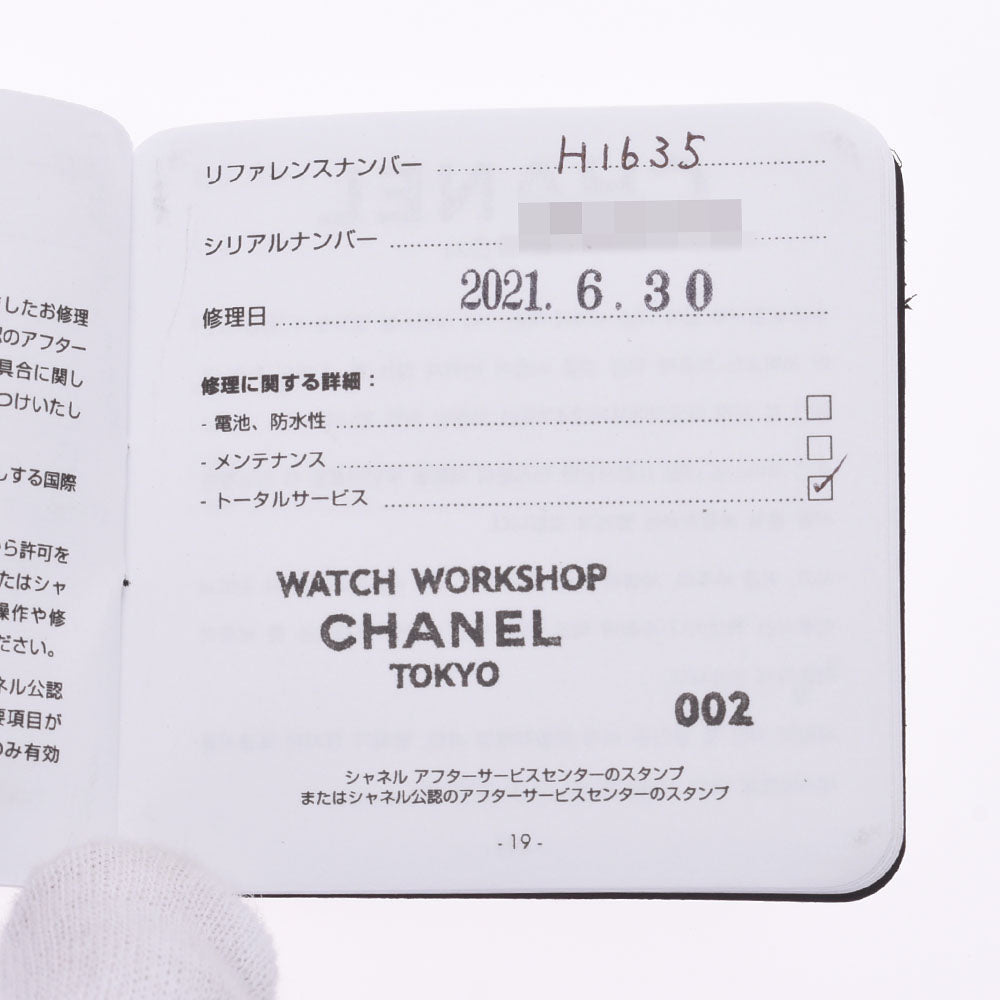 したお修理
のアフター
具合に関し
つけいたし
する国際
ら許可を
たはシャ
操作や修
ださい。
ネル公認
要項目が
のみ有効
リファレンスナンバー H1635
シリアルナンバー
修理日 2021. 6. 30
修理に関する詳細：
- 電池、防水性
- メンテナンス
- トータルサービス
WATCH WORKSHOP
CHANEL
TOKYO
002
シャネル アフターサービスセンターのスタンプ
またはシャネル公認のアフターサービスセンターのスタンプ
- 19 -